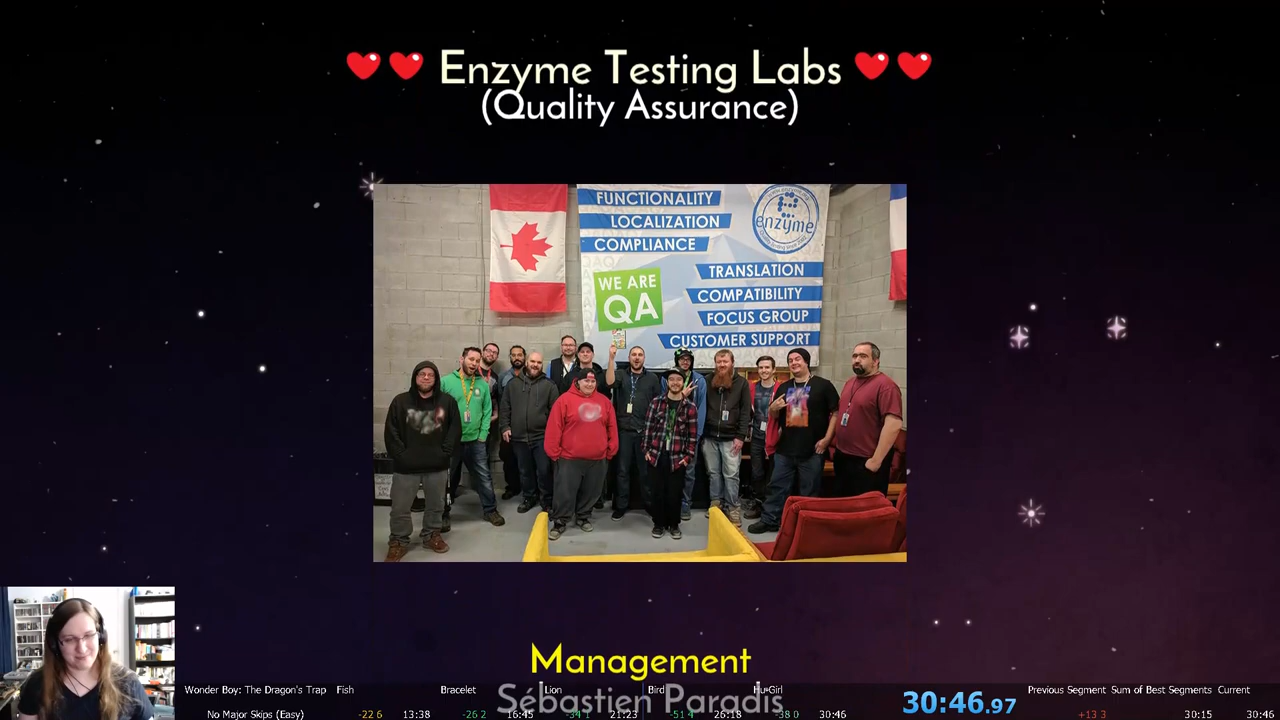 Enzyme Testing Labs
(Quality Assurance)
FUNCTIONALITY
LOCALIZATION
COMPLIANCE
enzyme
TRANSLATION
COMPATIBILITY
FOCUS GROUP
CUSTOMER SUPPORT
WE ARE
QA
Management
Sébastien Paradis
Wonder Boy: The Dragon's Trap Fish Bracelet Lion Bird Hu-Girl Previous Segment Sum of Best Segments Current
No Major Skips (Easy) -22 6 13:38 -26 2 16:45 -34 1 21:23 -51 4 26:18 -38 0 30:46 30:46.97 +13 3 30:15 30:46